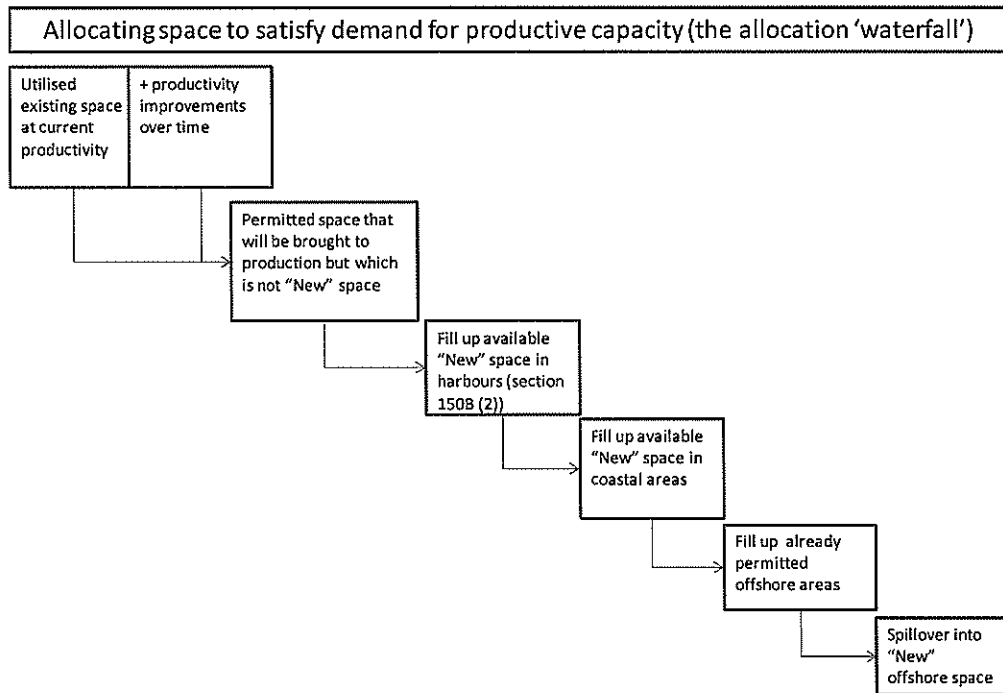 Allocating space to satisfy demand for productive capacity (the allocation ‘waterfall’)
Utilised
existing space
at current
productivity
+ productivity
improvements
over time
Permitted space that
will be brought to
production but which
is not “New” space
Fill up available
“New” space in
harbours (section
150B (2))
Fill up available
“New” space in
coastal areas
Fill up already
permitted
offshore areas
Spillover into
“New”
offshore space